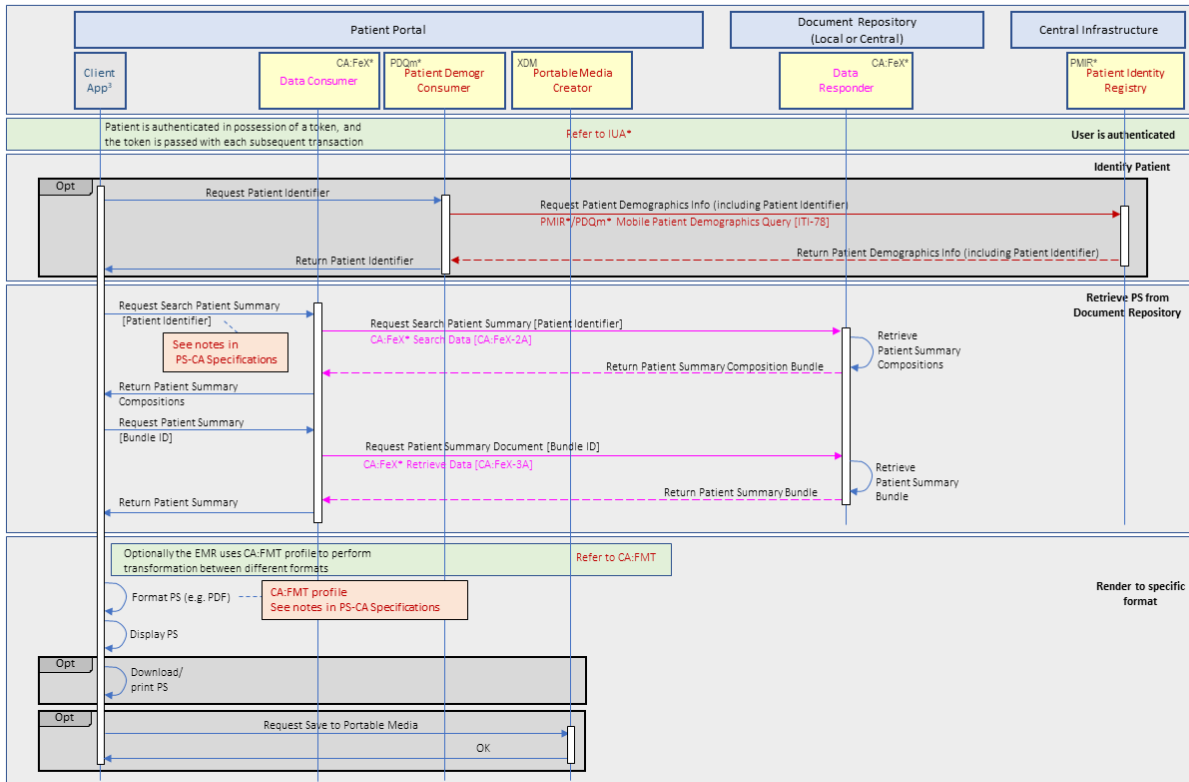 Patient Portal
Document Repository
(Local or Central)
Central Infrastructure
Client
App³
CA:FeX*
Data Consumer
PDQm*
Patient Demogr
Consumer
XDM
Portable Media
Creator
CA:FeX*
Data
Responder
PMIR*
Patient Identity
Registry
Patient is authenticated in possession of a token, and
the token is passed with each subsequent transaction
Refer to IUA*
User is authenticated
Identify Patient
Opt
Request Patient Identifier
Request Patient Demographics Info (including Patient Identifier)
PMIR*/PDQm* Mobile Patient Demographics Query [ITI-78]
Return Patient Demographics Info (including Patient Identifier)
Return Patient Identifier
Retrieve PS from
Document Repository
Request Search Patient Summary
[Patient Identifier]
See notes in
PS-CA Specifications
Request Search Patient Summary [Patient Identifier]
CA:FeX* Search Data [CA:FeX-2A]
Retrieve
Patient Summary
Compositions
Return Patient Summary Composition Bundle
Return Patient Summary
Compositions
Request Patient Summary
[Bundle ID]
Request Patient Summary Document [Bundle ID]
CA:FeX* Retrieve Data [CA:FeX-3A]
Retrieve
Patient Summary
Bundle
Return Patient Summary Bundle
Return Patient Summary
Optionally the EMR uses CA:FMT profile to perform
transformation between different formats
Refer to CA:FMT
Render to specific
format
Format PS (e.g. PDF)
CA:FMT profile
See notes in PS-CA Specifications
Display PS
Opt
Download/
print PS
Opt
Request Save to Portable Media
OK